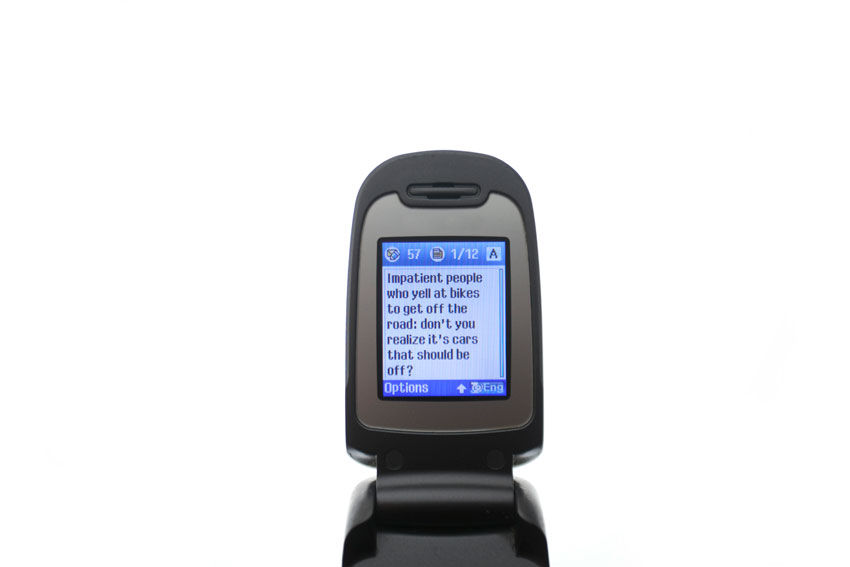 57 1/12 A
Impatient people
who yell at bikes
to get off the
road: don't you
realize it's cars
that should be
off?
Options Eng